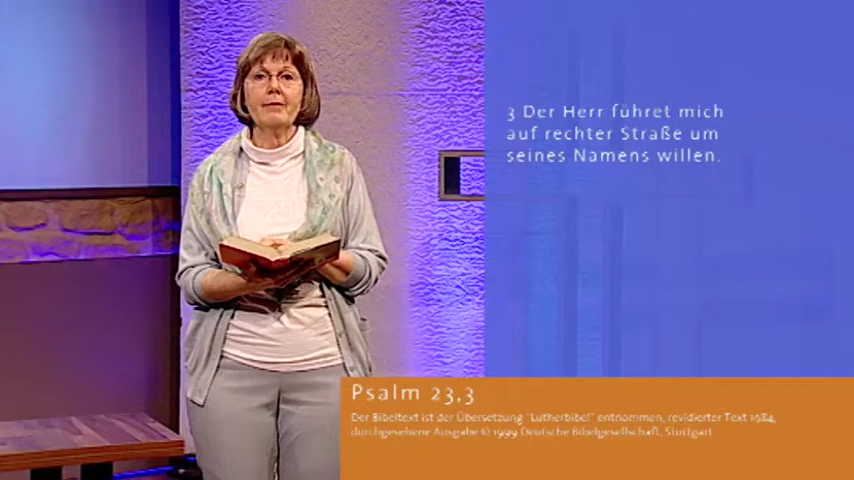 3 Der Herr führet mich
auf rechter Straße um
seines Namens willen.
Psalm 23,3
Der Bibeltext ist der Übersetzung "Lutherbibel" entnommen, revidierter Text 1984,
durchgesehene Ausgabe © 1999 Deutsche Bibelgesellschaft, Stuttgart